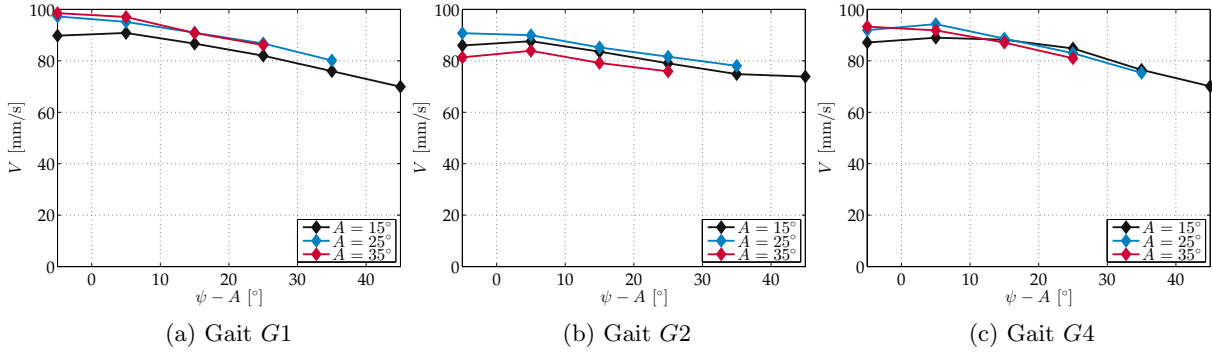 100
80
60
40
20
0
V [mm/s]
0 10 20 30 40
ψ − A [°]
A = 15°
A = 25°
A = 35°
(a) Gait G1
100
80
60
40
20
0
V [mm/s]
0 10 20 30 40
ψ − A [°]
A = 15°
A = 25°
A = 35°
(b) Gait G2
100
80
60
40
20
0
V [mm/s]
0 10 20 30 40
ψ − A [°]
A = 15°
A = 25°
A = 35°
(c) Gait G4